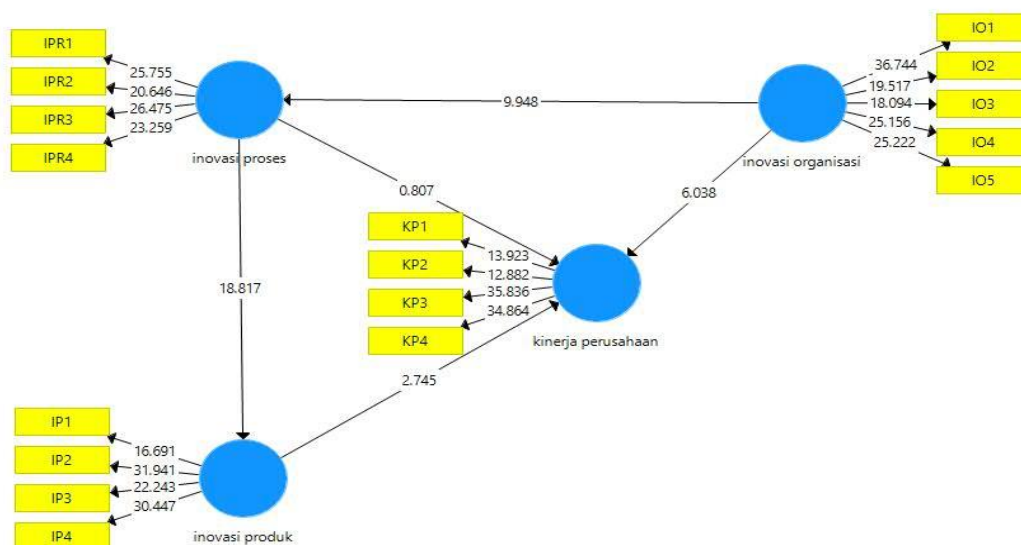 IPR1
IPR2
IPR3
IPR4
25.755
20.646
26.475
23.259
inovasi proses
9.948
inovasi organisasi
36.744
19.517
18.094
25.156
25.222
IO1
IO2
IO3
IO4
IO5
0.807
6.038
18.817
KP1
KP2
KP3
KP4
13.923
12.882
35.836
34.864
kinerja perusahaan
2.745
IP1
IP2
IP3
IP4
16.691
31.941
22.243
30.447
inovasi produk